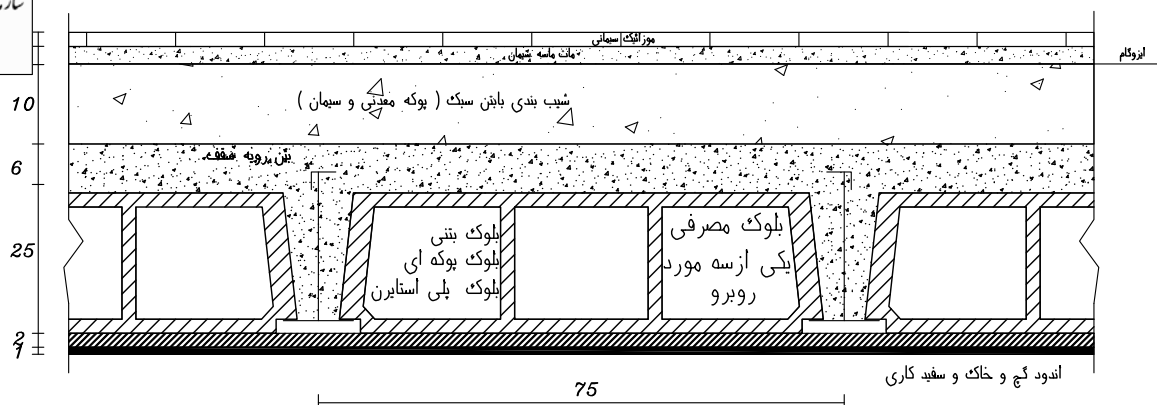 موزائیک سیمانی
ملات ماسه سیمان
ایزوگام
10
شیب بندی بابتن سبک ( پوکه معدنی و سیمان )
6
بتن رویه سقف
25
بلوک بتنی
بلوک پوکه ای
بلوک پلی استایرن
بلوک مصرفی
یکی ازسه مورد
روبرو
2
1
اندود گچ و خاک و سفید کاری
75